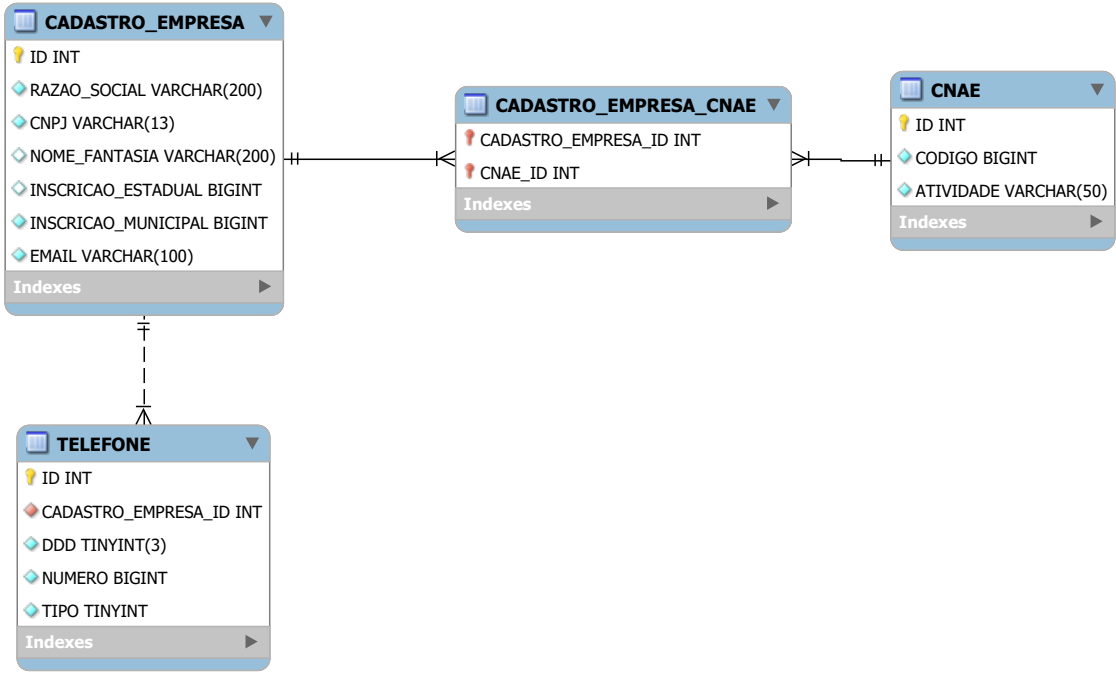 CADASTRO_EMPRESA
ID INT
RAZAO_SOCIAL VARCHAR(200)
CNPJ VARCHAR(13)
NOME_FANTASIA VARCHAR(200)
INSCRICAO_ESTADUAL BIGINT
INSCRICAO_MUNICIPAL BIGINT
EMAIL VARCHAR(100)
Indexes
CADASTRO_EMPRESA_CNAE
CADASTRO_EMPRESA_ID INT
CNAE_ID INT
Indexes
CNAE
ID INT
CODIGO BIGINT
ATIVIDADE VARCHAR(50)
Indexes
TELEFONE
ID INT
CADASTRO_EMPRESA_ID INT
DDD TINYINT(3)
NUMERO BIGINT
TIPO TINYINT
Indexes